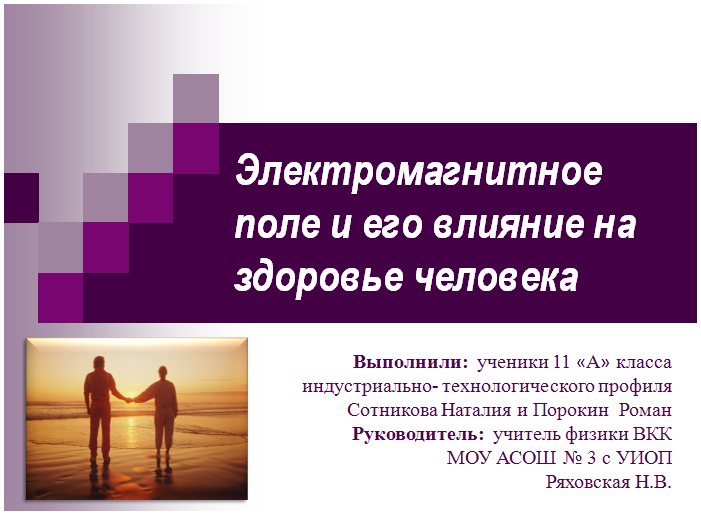 Электромагнитное
поле и его влияние на
здоровье человека
Выполнили: ученики 11 «А» класса
индустриально- технологического профиля
Сотникова Наталия и Порокин Роман
Руководитель: учитель физики ВКК
МОУ АСОШ № 3 с УИОП
Ряховская Н.В.